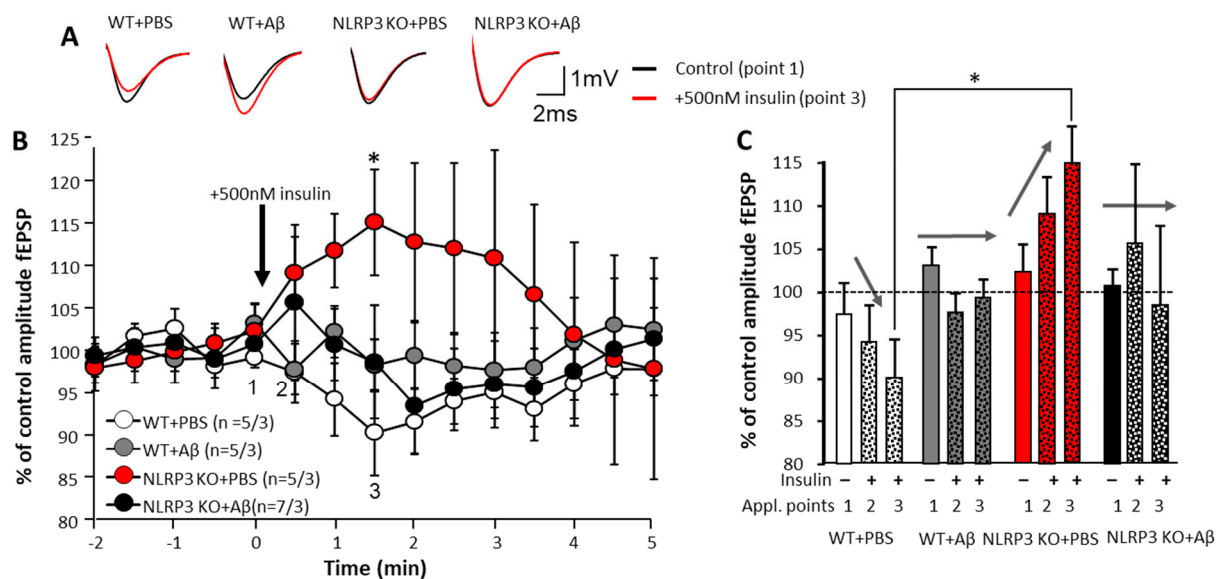 A
WT+PBS
WT+Aβ
NLRP3 KO+PBS
NLRP3 KO+Aβ
1mV
2ms
Control (point 1)
+500nM insulin (point 3)
B
% of control amplitude fEPSP
125
120
115
110
105
100
95
90
85
80
+500nM insulin
*
1
2
3
WT+PBS (n =5/3)
WT+Aβ (n=5/3)
NLRP3 KO+PBS (n=5/3)
NLRP3 KO+Aβ(n=7/3)
-2 -1 0 1 2 3 4 5
Time (min)
C
*
% of control amplitude fEPSP
115
110
105
100
95
90
80
Insulin − + + − + + − + + − + +
Appl. points 1 2 3 1 2 3 1 2 3 1 2 3
WT+PBS WT+Aβ NLRP3 KO+PBS NLRP3 KO+Aβ